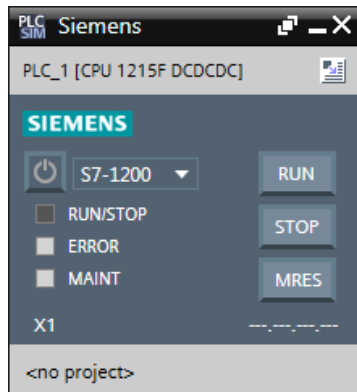 PLC SIM Siemens
PLC_1 [CPU 1215F DCDCDC]
SIEMENS
S7-1200 RUN
RUN/STOP
STOP
ERROR
MAINT MRES
X1 ---.---.---.---
<no project>